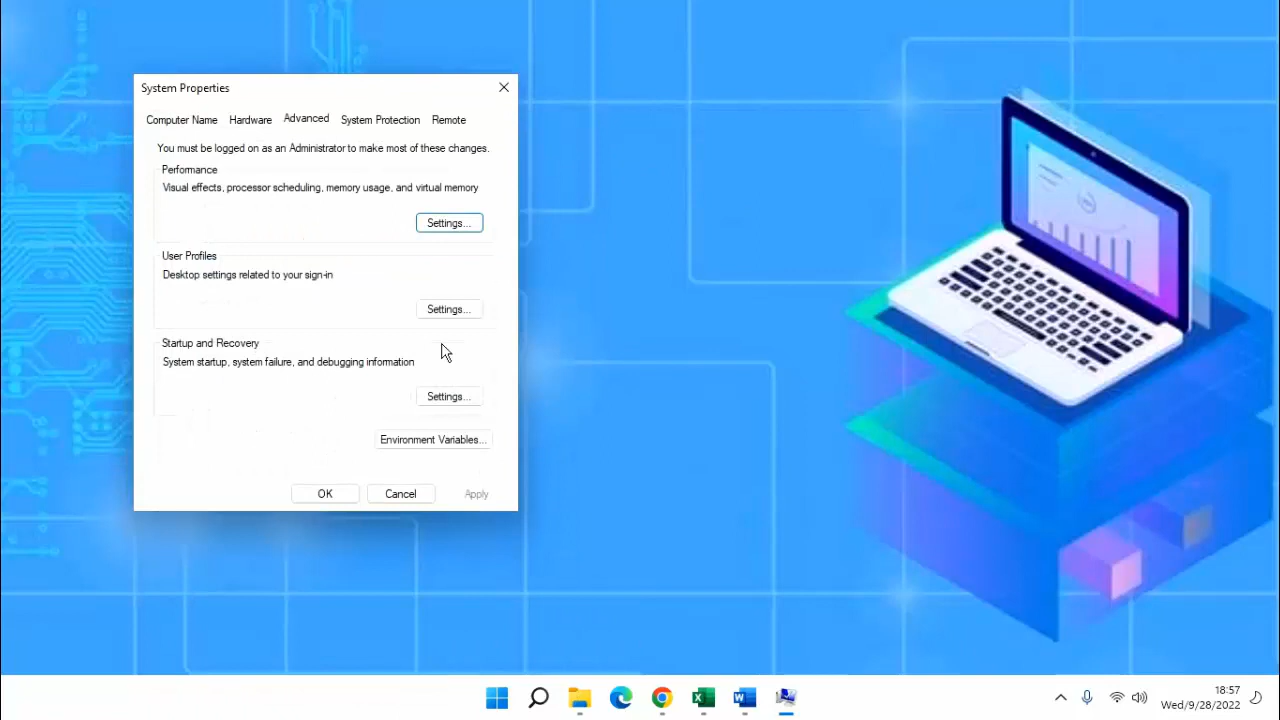 System Properties
Computer Name Hardware Advanced System Protection Remote
You must be logged on as an Administrator to make most of these changes.
Performance
Visual effects, processor scheduling, memory usage, and virtual memory
Settings...
User Profiles
Desktop settings related to your sign-in
Settings...
Startup and Recovery
System startup, system failure, and debugging information
Settings...
Environment Variables...
OK Cancel Apply
18:57
Wed/9/28/2022